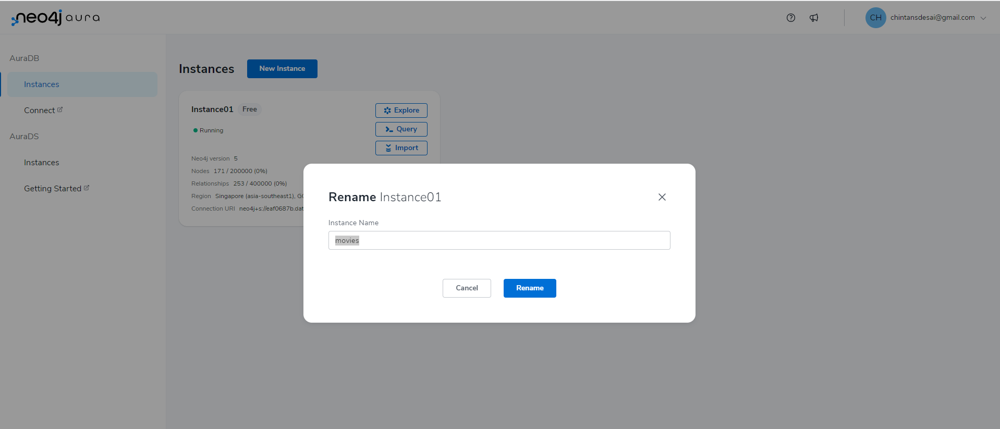 neo4j aura
CH chintansdesai@gmail.com
AuraDB
Instances
Connect
AuraDS
Instances
Getting Started
Instances New Instance
Instance01 Free
Running
Explore
Query
Import
Neo4j version 5
Nodes 171 / 200000 (0%)
Relationships 253 / 400000 (0%)
Region Singapore (asia-southeast1), GC
Connection URI neo4j+s://eaf0687b.dat
Rename Instance01
Instance Name
movies
Cancel Rename